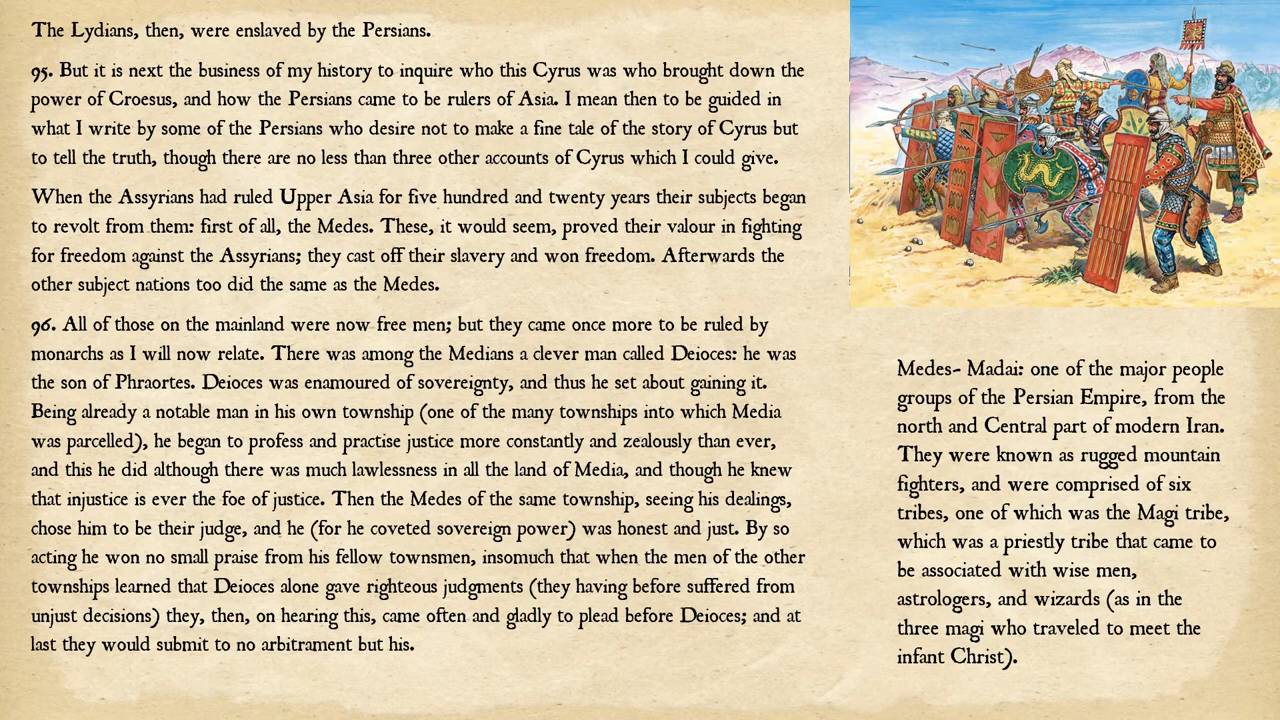 The Lydians, then, were enslaved by the Persians.
95. But it is next the business of my history to inquire who this Cyrus was who brought down the
power of Croesus, and how the Persians came to be rulers of Asia. I mean then to be guided in
what I write by some of the Persians who desire not to make a fine tale of the story of Cyrus but
to tell the truth, though there are no less than three other accounts of Cyrus which I could give.
When the Assyrians had ruled Upper Asia for five hundred and twenty years their subjects began
to revolt from them: first of all, the Medes. These, it would seem, proved their valour in fighting
for freedom against the Assyrians; they cast off their slavery and won freedom. Afterwards the
other subject nations too did the same as the Medes.
96. All of those on the mainland were now free men; but they came once more to be ruled by
monarchs as I will now relate. There was among the Medians a clever man called Deioces: he was
the son of Phraortes. Deioces was enamoured of sovereignty, and thus he set about gaining it.
Being already a notable man in his own township (one of the many townships into which Media
was parcelled), he began to profess and practise justice more constantly and zealously than ever,
and this he did although there was much lawlessness in all the land of Media, and though he knew
that injustice is ever the foe of justice. Then the Medes of the same township, seeing his dealings,
chose him to be their judge, and he (for he coveted sovereign power) was honest and just. By so
acting he won no small praise from his fellow townsmen, insomuch that when the men of the other
townships learned that Deioces alone gave righteous judgments (they having before suffered from
unjust decisions) they, then, on hearing this, came often and gladly to plead before Deioces; and at
last they would submit to no arbitrament but his.
Medes- Madai: one of the major people
groups of the Persian Empire, from the
north and Central part of modern Iran.
They were known as rugged mountain
fighters, and were comprised of six
tribes, one of which was the Magi tribe,
which was a priestly tribe that came to
be associated with wise men,
astrologers, and wizards (as in the
three magi who traveled to meet the
infant Christ).